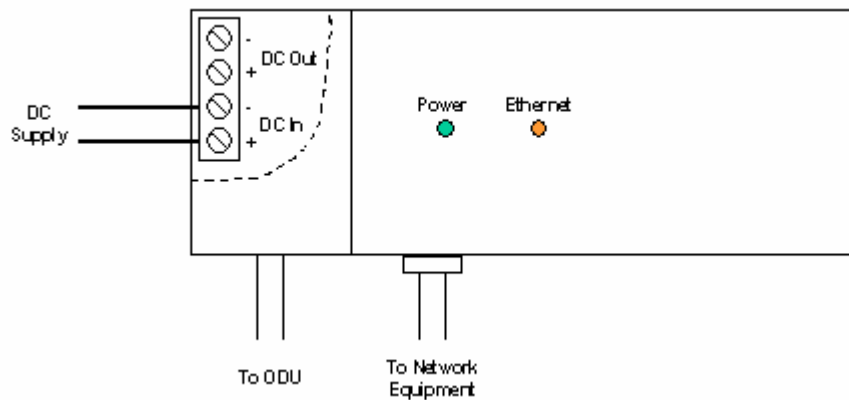 -
DC Out
+
-
DC In
+
DC
Supply
Power
Ethernet
To ODU
To Network
Equipment